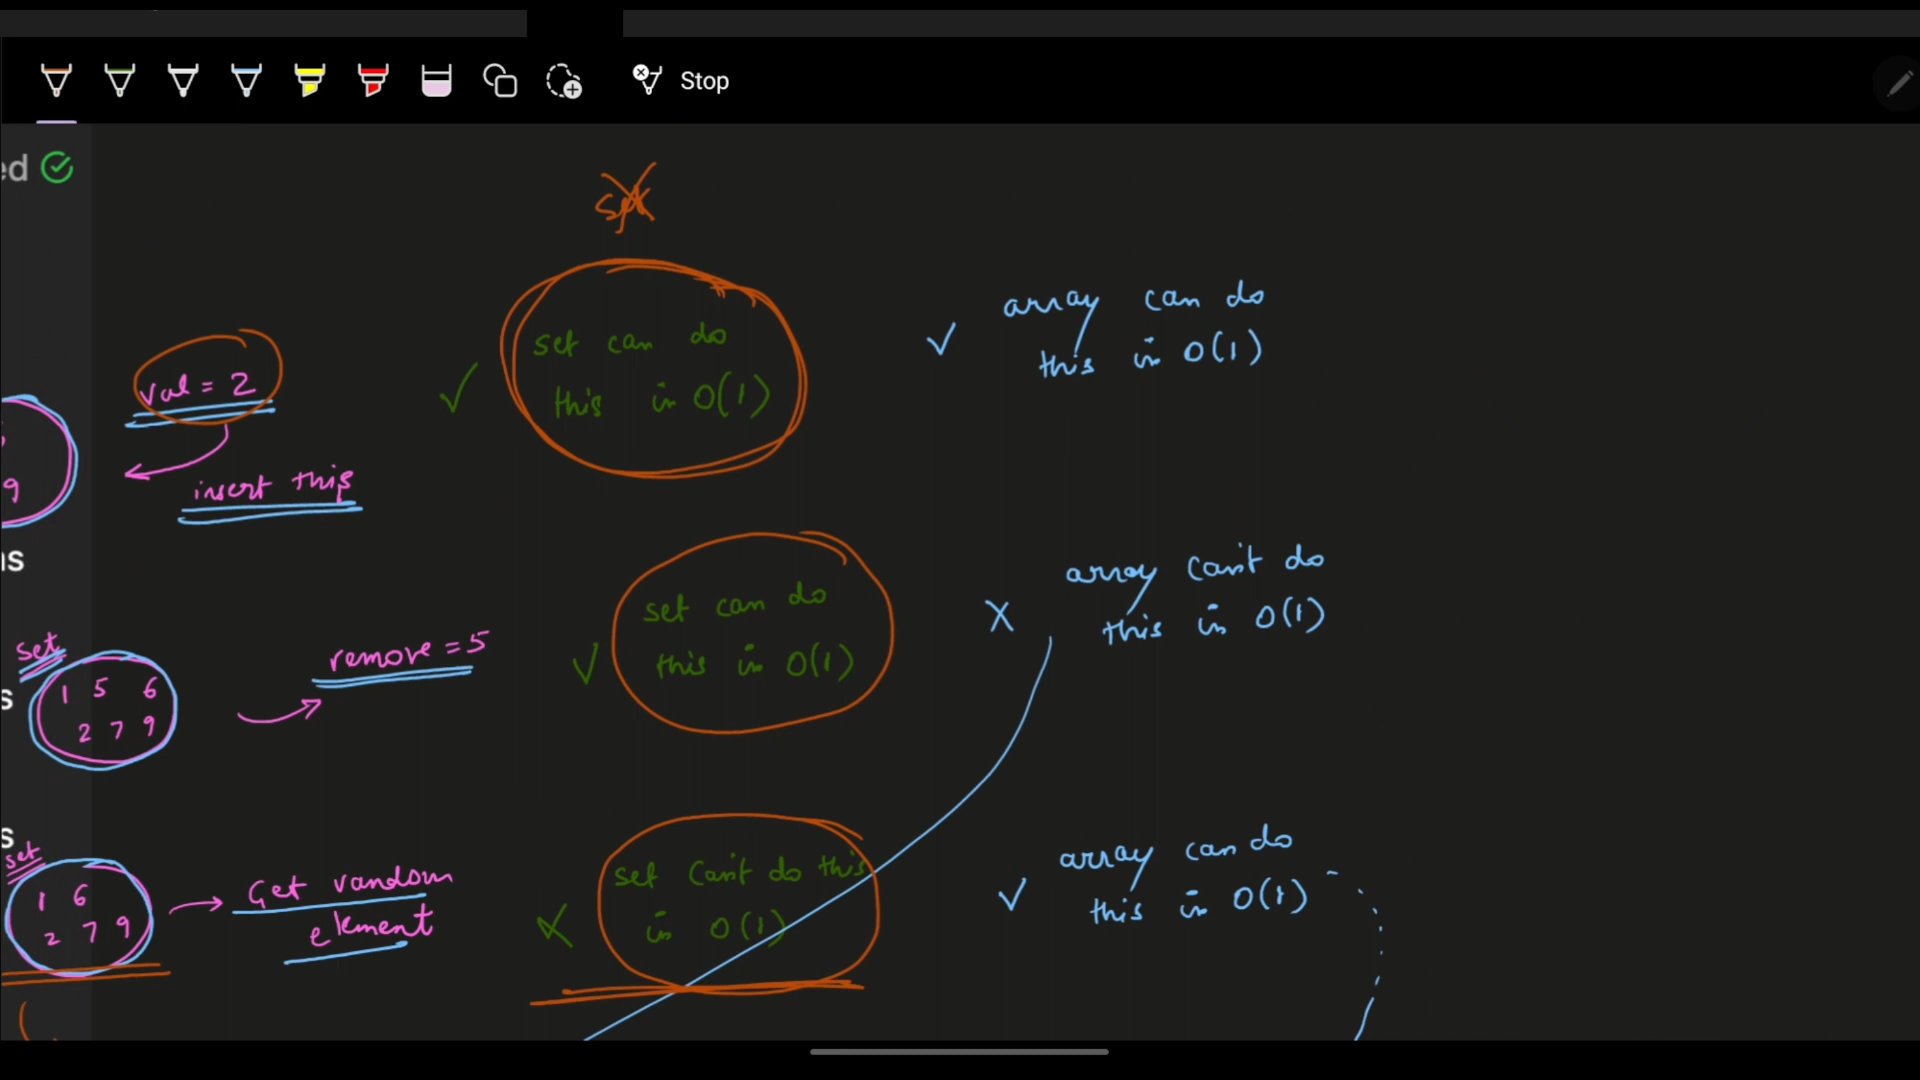 Stop
ed
set
set can do
this in O(1)
array can do
this in O(1)
val = 2
insert this
9
ns
set can do
this in O(1)
array can't do
this in O(1)
set
remove = 5
1 5 6
2 7 9
s
s
set
set can't do this
in O(1)
array can do
this in O(1)
1 6
2 7 9
Get random
element